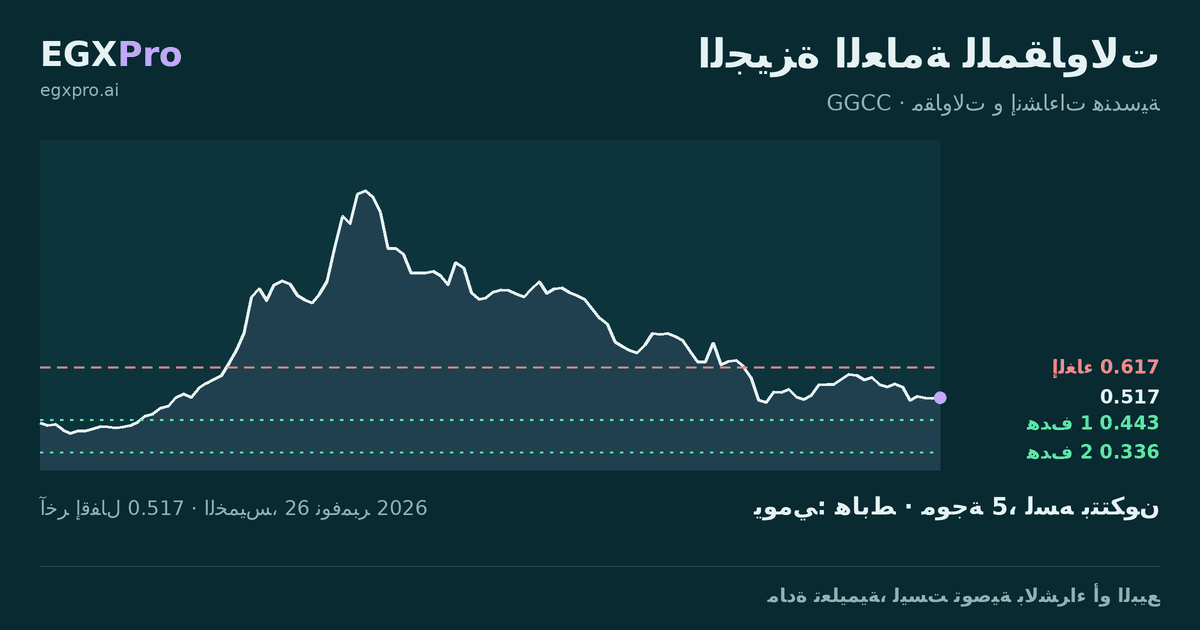 EGXPro
egxpro.ai
الجيزة العامة للمقاولات
GGCC · مقاولات و إنشاءات هندسية
إلغاء 0.617
0.517
هدف 1 0.443
هدف 2 0.336
يومي: هابط · موجة 5، لسه بتتكون
آخر إقفال 0.517 · الخميس، 26 نوفمبر 2026
مادة تعليمية، ليست توصية بالشراء أو البيع